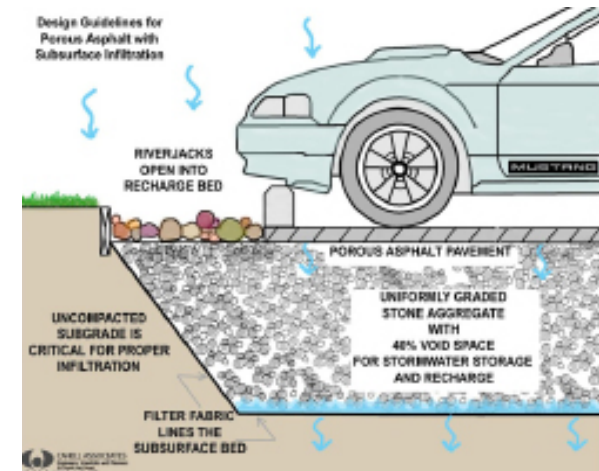 Design Guidelines for
Porous Asphalt with
Subsurface Infiltration
RIVERJACKS
OPEN INTO
RECHARGE BED
MUSTANG
POROUS ASPHALT PAVEMENT
UNIFORMLY GRADED
STONE AGGREGATE
WITH
40% VOID SPACE
FOR STORMWATER STORAGE
AND RECHARGE
UNCOMPACTED
SUBGRADE IS
CRITICAL FOR PROPER
INFILTRATION
FILTER FABRIC
LINES THE
SUBSURFACE BED
CAHILL ASSOCIATES